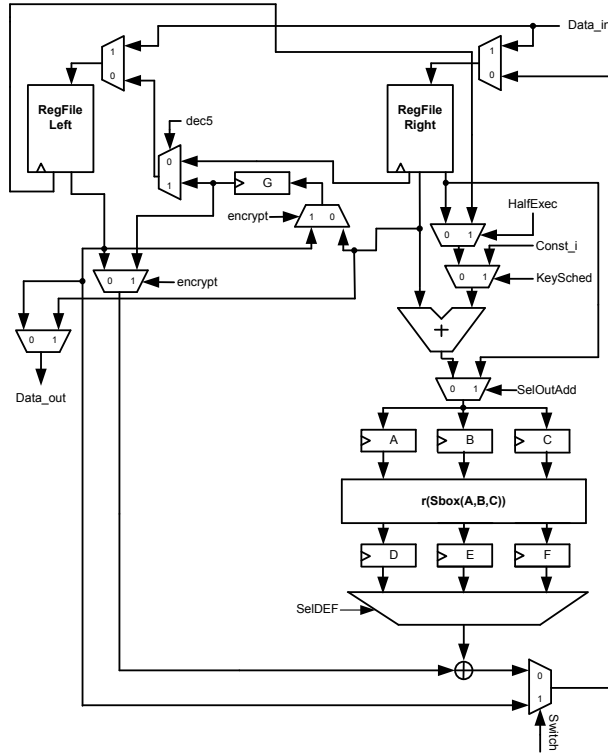 Data_in
1
0
1
0
RegFile
Left
RegFile
Right
dec5
0
1
G
HalfExec
encrypt
1 0
0 1
Const_i
0 1
encrypt
0 1
KeySched
0 1
+
Data_out
0 1
SelOutAdd
A
B
C
r(Sbox(A,B,C))
D
E
F
SelDEF
0
1
Switch